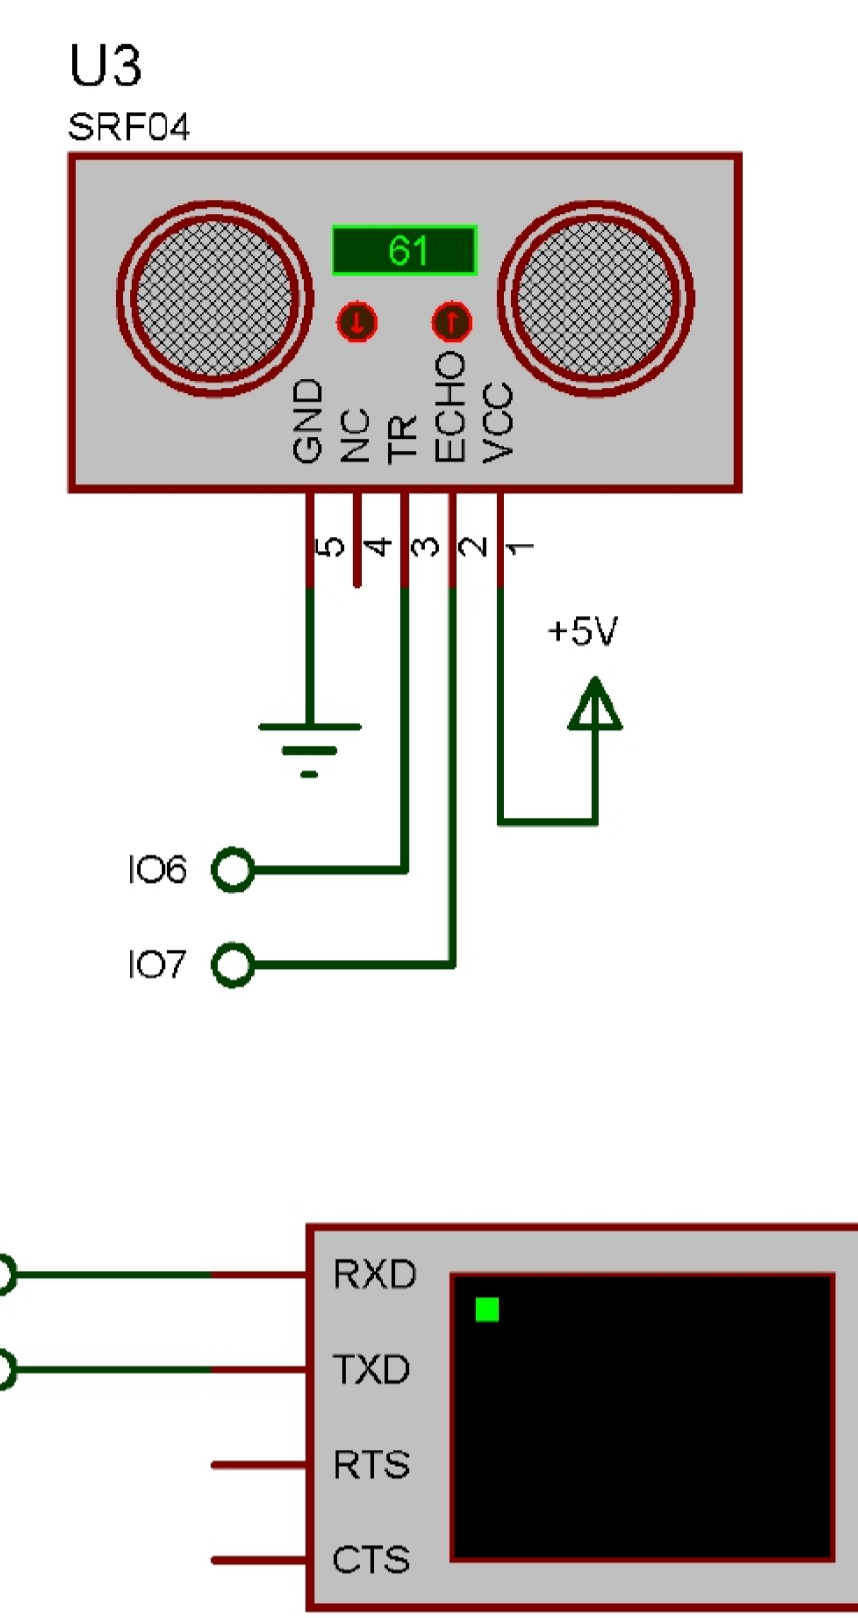 U3
SRF04
61
GND
NC
TR
ECHO
VCC
5
4
3
2
1
+5V
IO6
IO7
RXD
TXD
RTS
CTS